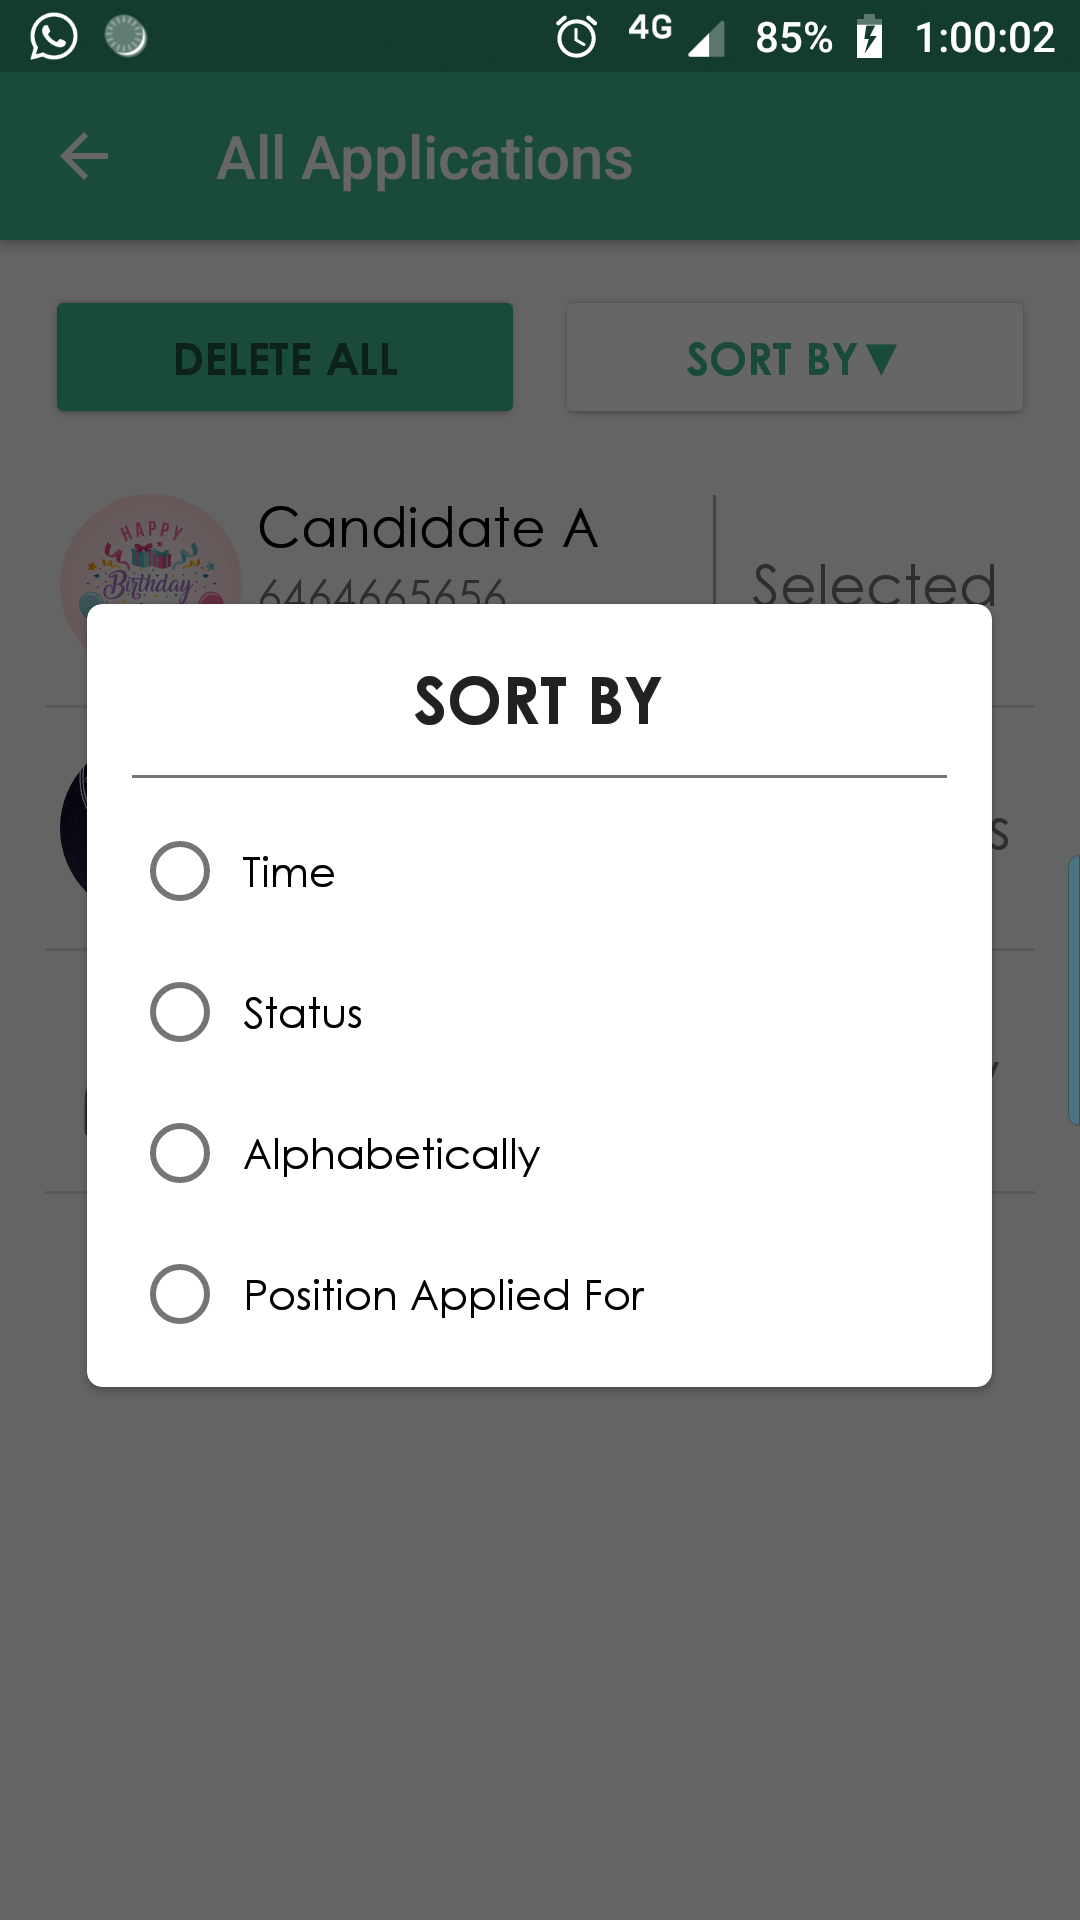 4G 85% 1:00:02
All Applications
DELETE ALL SORT BY▼
HAPPY
Birthday
Candidate A
6464665656
Selected
SORT BY
Time
Status
Alphabetically
Position Applied For